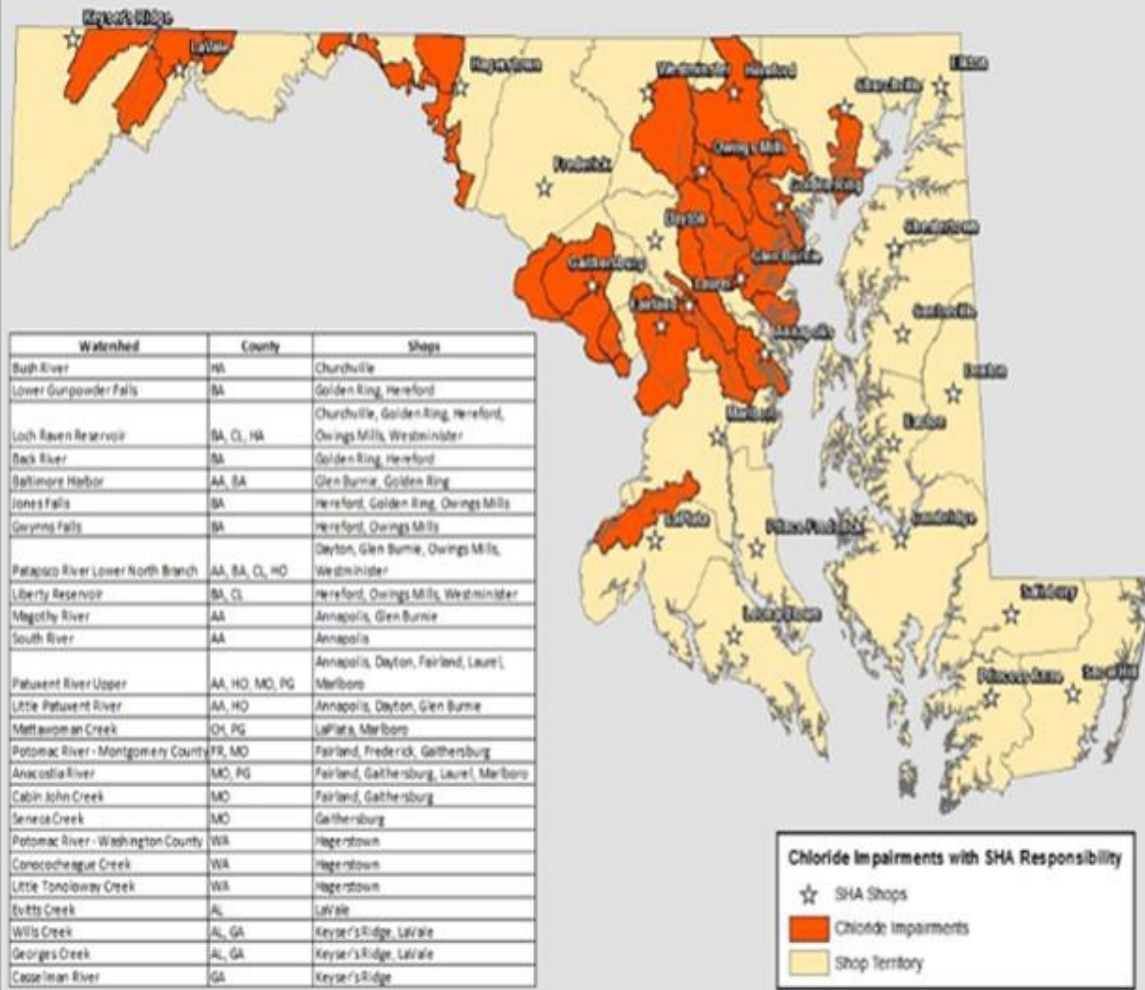 Keyser's Ridge
LaVale
Hagerstown
Westminster
Hereford
Churchville
Elkton
Owings Mills
Frederick
Golden Ring
Dayton
Chestertown
Glen Burnie
Gaithersburg
Laurel
Fairland
Centreville
Annapolis
Denton
Marlboro
Easton
LaPlata
Prince Frederick
Cambridge
Salisbury
Leonardtown
Princess Anne
Snow Hill
Watershed County Shops
Bush River HA Churchville
Lower Gunpowder Falls BA Golden Ring, Hereford
Churchville, Golden Ring, Hereford,
Loch Raven Reservoir BA, CL, HA Owings Mills, Westminister
Back River BA Golden Ring, Hereford
Baltimore Harbor AA, BA Glen Burnie, Golden Ring
Jones Falls BA Hereford, Golden Ring, Owings Mills
Gwynns Falls BA Hereford, Owings Mills
Dayton, Glen Burnie, Owings Mills,
Patapsco River Lower North Branch AA, BA, CL, HO Westminister
Liberty Reservoir BA, CL Hereford, Owings Mills, Westminister
Magothy River AA Annapolis, Glen Burnie
South River AA Annapolis
Annapolis, Dayton, Fairland, Laurel,
Patuxent River Upper AA, HO, MO, PG Marlboro
Little Patuxent River AA, HO Annapolis, Dayton, Glen Burnie
Mattawoman Creek CH, PG LaPlata, Marlboro
Potomac River - Montgomery County FR, MO Fairland, Frederick, Gaithersburg
Anacostia River MO, PG Fairland, Gaithersburg, Laurel, Marlboro
Cabin John Creek MO Fairland, Gaithersburg
Seneca Creek MO Gaithersburg
Potomac River - Washington County WA Hagerstown
Conococheague Creek WA Hagerstown
Little Tonoloway Creek WA Hagerstown
Evitts Creek AL LaVale
Wills Creek AL, GA Keyser's Ridge, LaVale
Georges Creek AL, GA Keyser's Ridge, LaVale
Casselman River GA Keyser's Ridge
Chloride Impairments with SHA Responsibility
SHA Shops
Chloride Impairments
Shop Territory